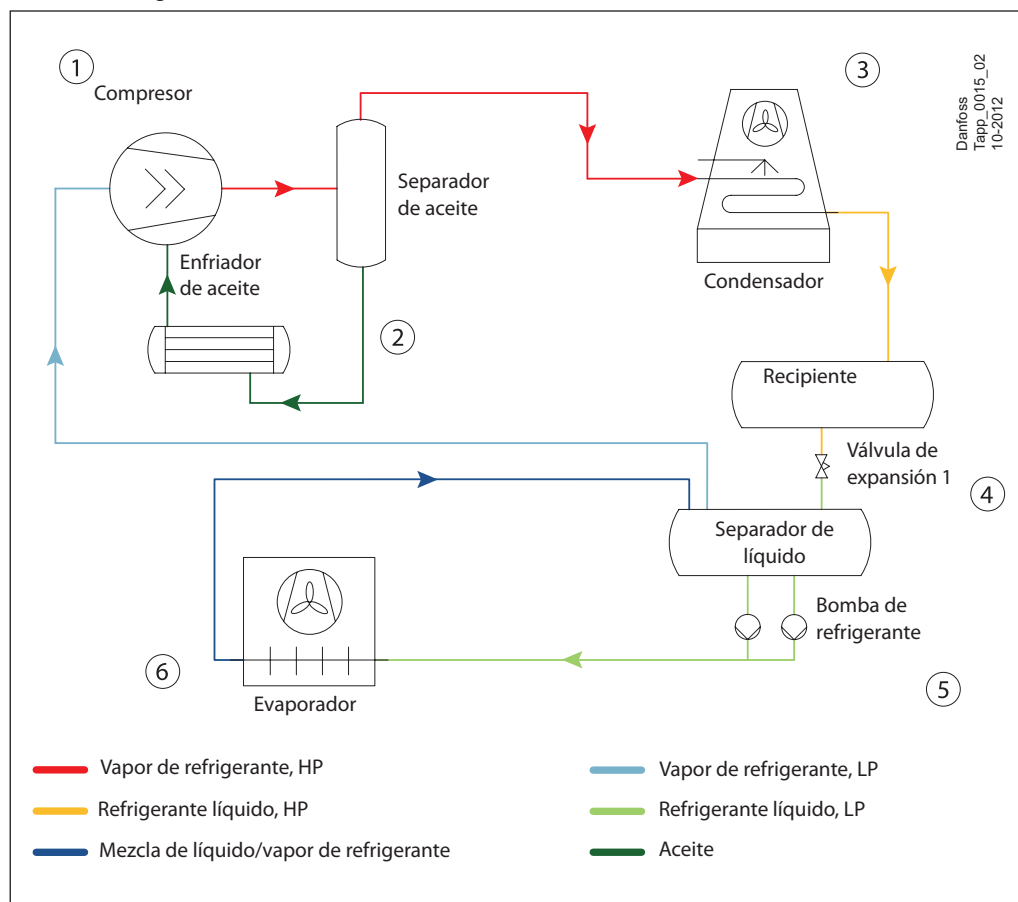 1
Compresor
Separador
de aceite
Enfriador
de aceite
2
3
Danfoss
Tapp_0015_02
10-2012
Condensador
Recipiente
Válvula de
expansión 1
4
Separador de
líquido
Bomba de
refrigerante
5
6
Evaporador
Vapor de refrigerante, HP
Refrigerante líquido, HP
Mezcla de líquido/vapor de refrigerante
Vapor de refrigerante, LP
Refrigerante líquido, LP
Aceite